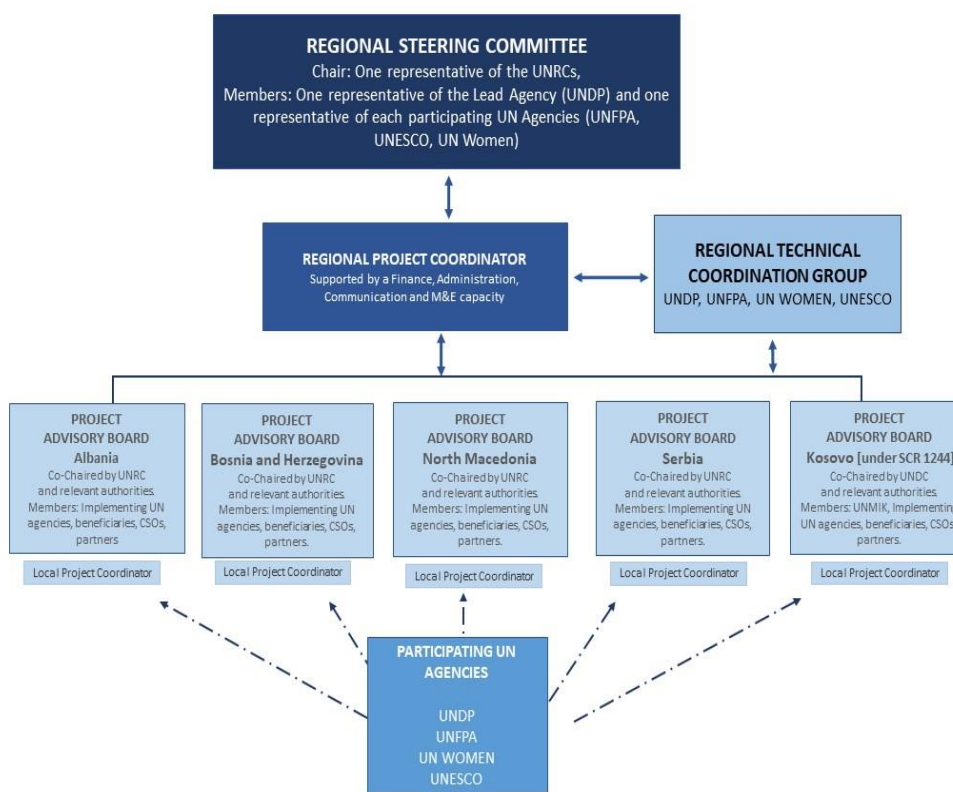 REGIONAL STEERING COMMITTEE
Chair: One representative of the UNRCs,
Members: One representative of the Lead Agency (UNDP) and one
representative of each participating UN Agencies (UNFPA,
UNESCO, UN Women)
REGIONAL PROJECT COORDINATOR
Supported by a Finance, Administration,
Communication and M&E capacity
REGIONAL TECHNICAL
COORDINATION GROUP
UNDP, UNFPA, UN WOMEN, UNESCO
PROJECT
ADVISORY BOARD
Albania
Co-Chaired by UNRC
and relevant authorities.
Members: Implementing UN
agencies, beneficiaries, CSOs,
partners
Local Project Coordinator
PROJECT
ADVISORY BOARD
Bosnia and Herzegovina
Co-Chaired by UNRC
and relevant authorities.
Members: Implementing UN
agencies, beneficiaries, CSOs,
partners.
Local Project Coordinator
PROJECT
ADVISORY BOARD
North Macedonia
Co-Chaired by UNRC
and relevant authorities.
Members: Implementing UN
agencies, beneficiaries, CSOs,
partners.
Local Project Coordinator
PROJECT
ADVISORY BOARD
Serbia
Co-Chaired by UNRC
and relevant authorities.
Members: Implementing UN
agencies, beneficiaries, CSOs,
partners.
Local Project Coordinator
PROJECT
ADVISORY BOARD
Kosovo [under SCR 1244]
Co-Chaired by UNDC
and relevant authorities.
Members: UNMIK, Implementing
UN agencies, beneficiaries, CSOs,
partners.
Local Project Coordinator
PARTICIPATING UN
AGENCIES
UNDP
UNFPA
UN WOMEN
UNESCO